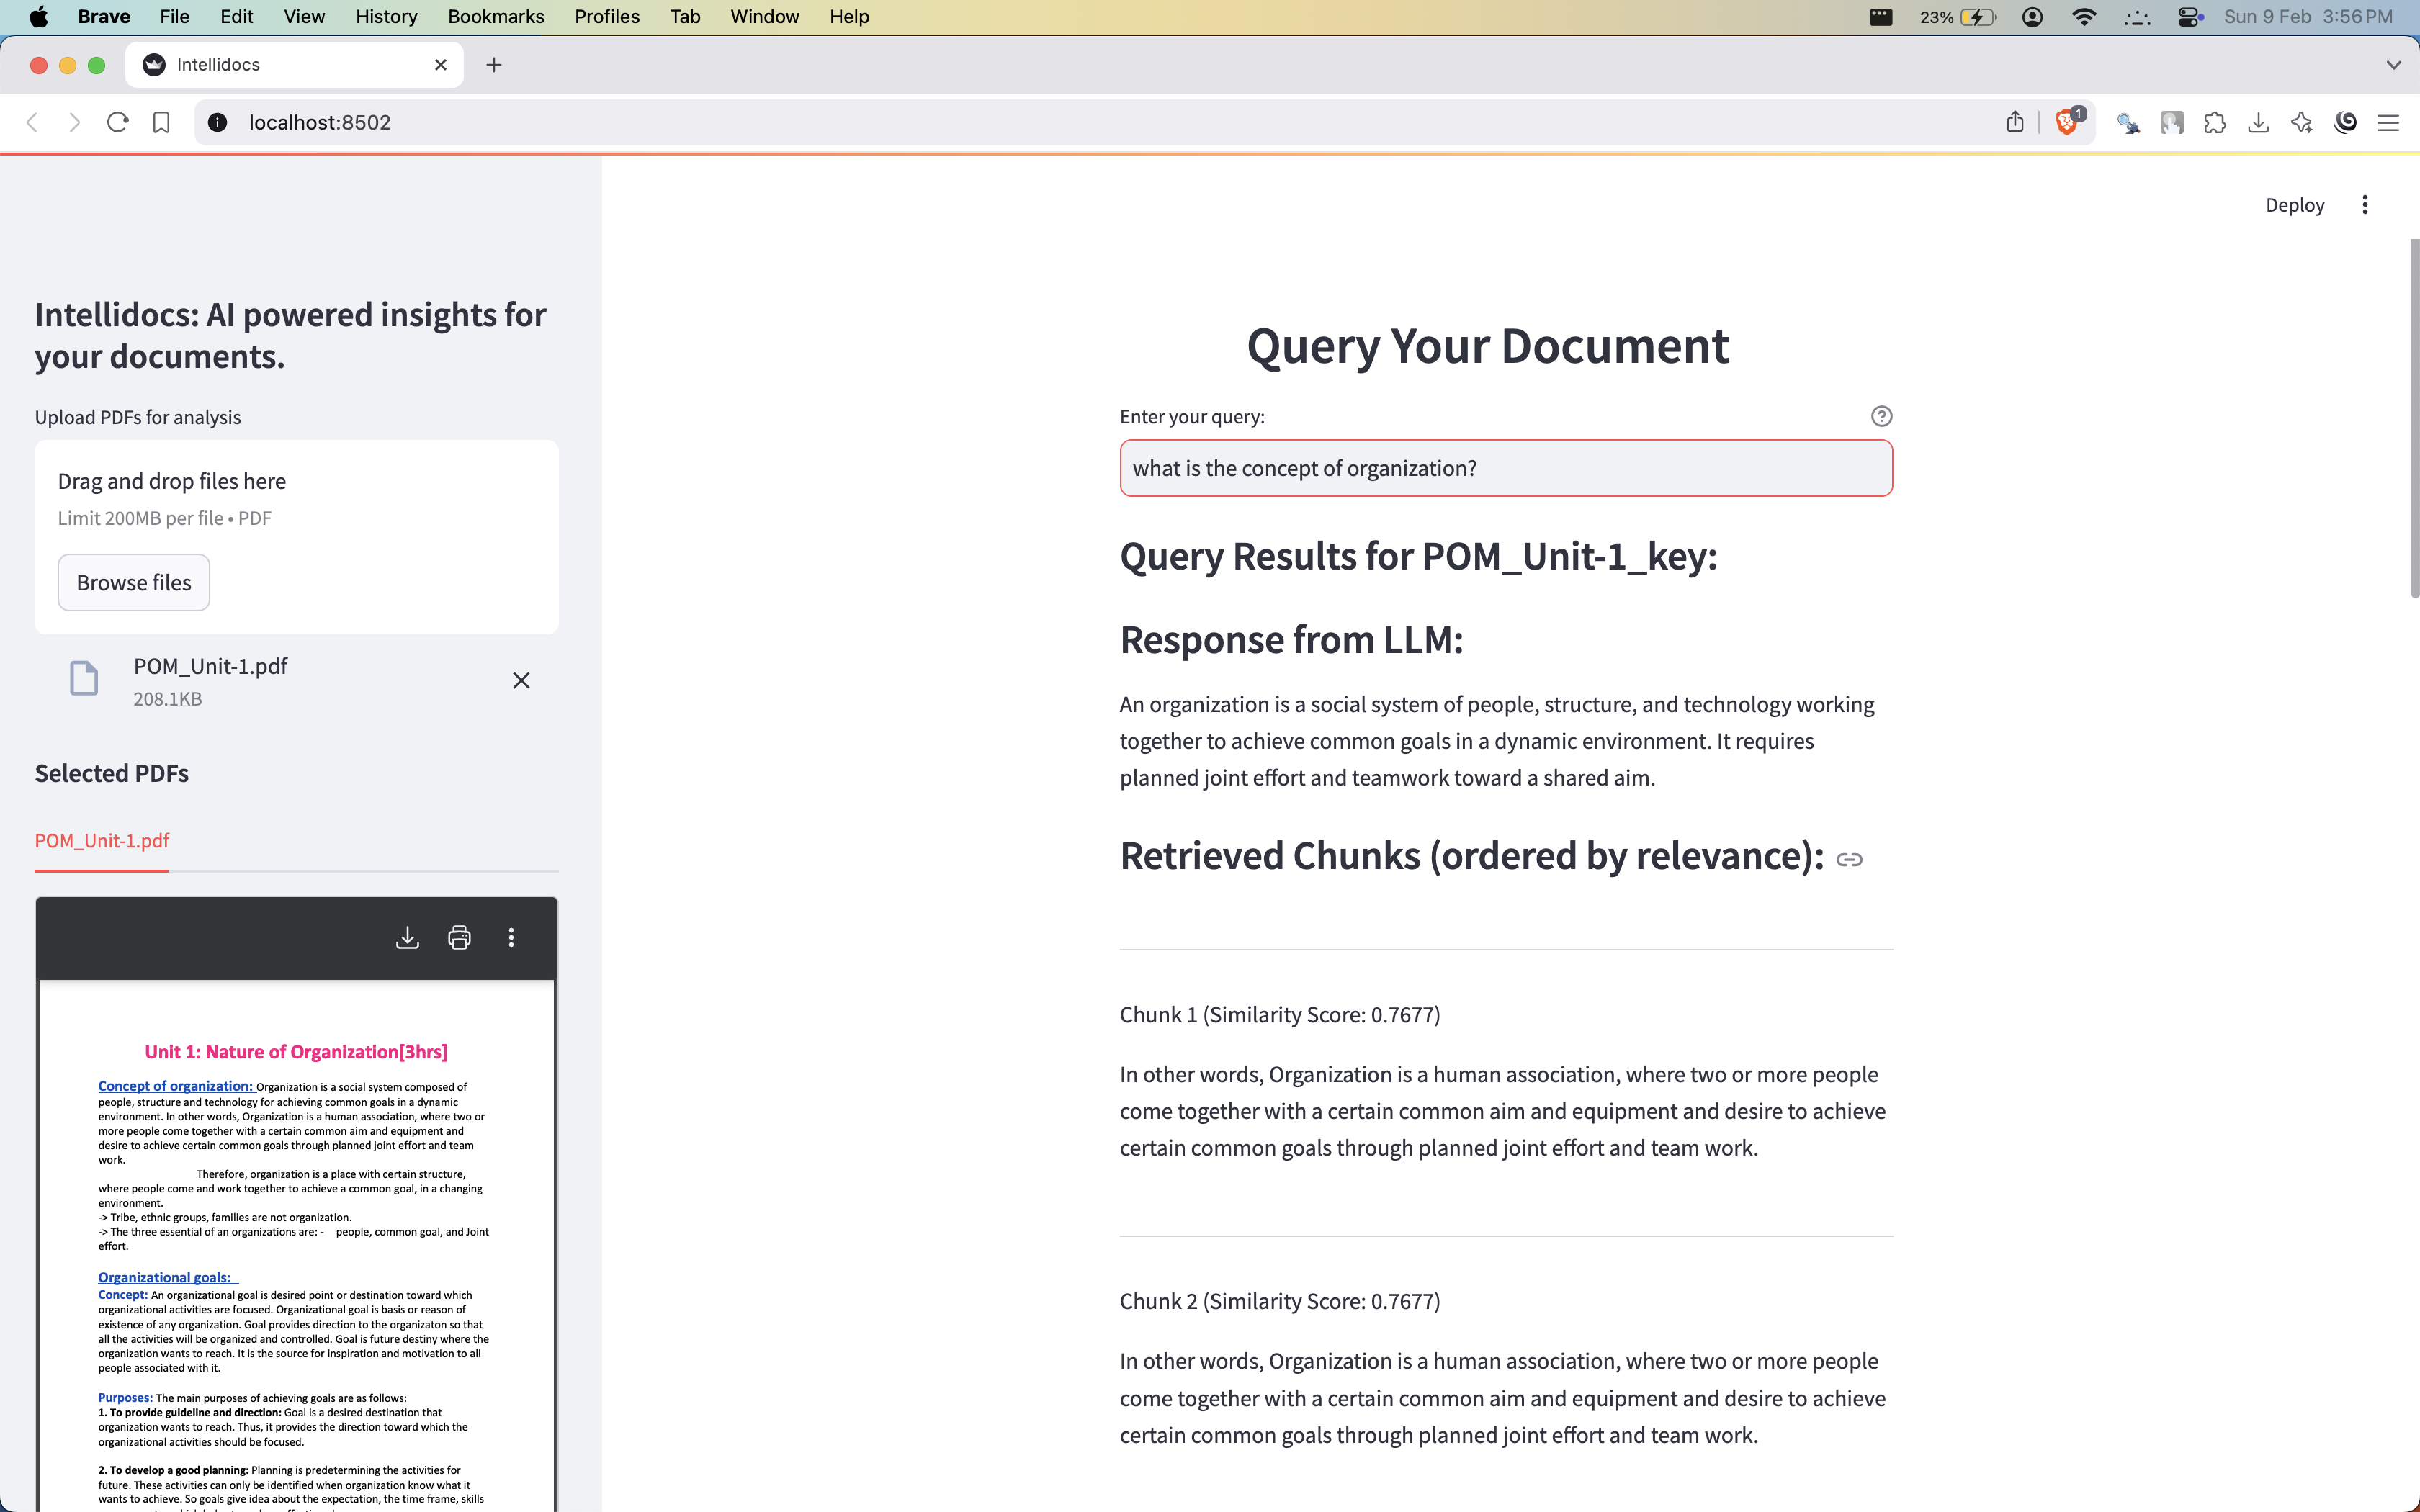 Brave File Edit View History Bookmarks Profiles Tab Window Help
23% Sun 9 Feb 3:56 PM
Intellidocs
localhost:8502
1
Deploy
Intellidocs: AI powered insights for
your documents.
Upload PDFs for analysis
Drag and drop files here
Limit 200MB per file • PDF
Browse files
POM_Unit-1.pdf
208.1KB
Selected PDFs
POM_Unit-1.pdf
Unit 1: Nature of Organization[3hrs]
Concept of organization: Organization is a social system composed of
people, structure and technology for achieving common goals in a dynamic
environment. In other words, Organization is a human association, where two or
more people come together with a certain common aim and equipment and
desire to achieve certain common goals through planned joint effort and team
work.
Therefore, organization is a place with certain structure,
where people come and work together to achieve a common goal, in a changing
environment.
-> Tribe, ethnic groups, families are not organization.
-> The three essential of an organizations are: - people, common goal, and Joint
effort.
Organizational goals:
Concept: An organizational goal is desired point or destination toward which
organizational activities are focused. Organizational goal is basis or reason of
existence of any organization. Goal provides direction to the organizaton so that
all the activities will be organized and controlled. Goal is future destiny where the
organization wants to reach. It is the source for inspiration and motivation to all
people associated with it.
Purposes: The main purposes of achieving goals are as follows:
1. To provide guideline and direction: Goal is a desired destination that
organization wants to reach. Thus, it provides the direction toward which the
organizational activities should be focused.
2. To develop a good planning: Planning is predetermining the activities for
future. These activities can only be identified when organization know what it
wants to achieve. So goals give idea about the expectation, the time frame, skills
Query Your Document
Enter your query:
what is the concept of organization?
Query Results for POM_Unit-1_key:
Response from LLM:
An organization is a social system of people, structure, and technology working
together to achieve common goals in a dynamic environment. It requires
planned joint effort and teamwork toward a shared aim.
Retrieved Chunks (ordered by relevance):
Chunk 1 (Similarity Score: 0.7677)
In other words, Organization is a human association, where two or more people
come together with a certain common aim and equipment and desire to achieve
certain common goals through planned joint effort and team work.
Chunk 2 (Similarity Score: 0.7677)
In other words, Organization is a human association, where two or more people
come together with a certain common aim and equipment and desire to achieve
certain common goals through planned joint effort and team work.